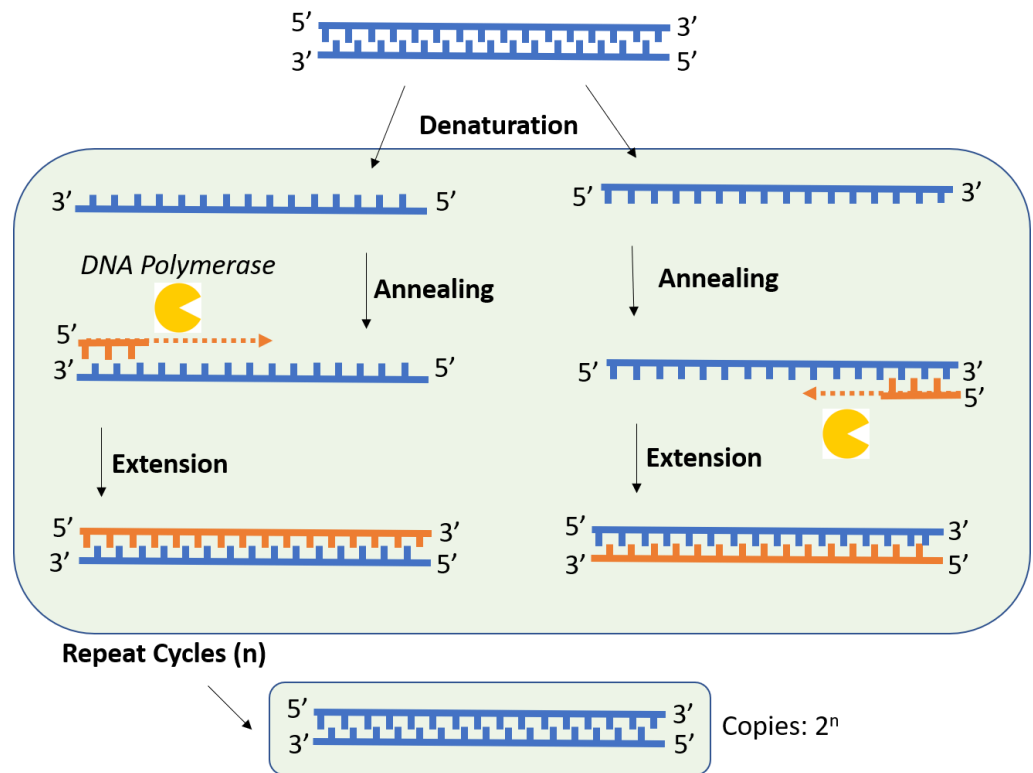 5’ 3’
3’ 5’
Denaturation
3’ 5’
5’ 3’
DNA Polymerase
Annealing
Annealing
5’
3’ 5’
5’ 3’
5’
Extension
Extension
5’ 3’
3’ 5’
5’ 3’
3’ 5’
Repeat Cycles (n)
5’ 3’
3’ 5’
Copies: 2ⁿ